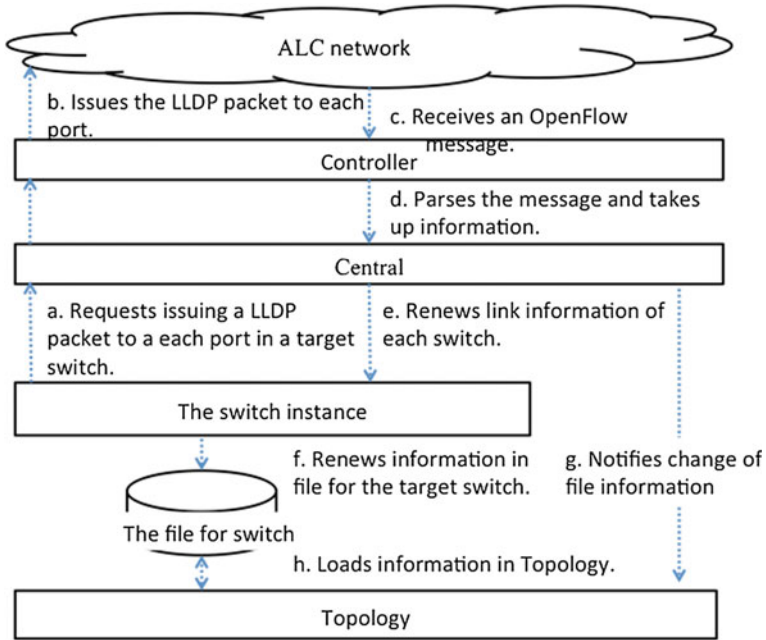 ALC network
b. Issues the LLDP packet to each
port.
c. Receives an OpenFlow
message.
Controller
d. Parses the message and takes
up information.
Central
a. Requests issuing a LLDP
packet to a each port in a target
switch.
e. Renews link information of
each switch.
The switch instance
f. Renews information in
file for the target switch.
g. Notifies change of
file information
The file for switch
h. Loads information in Topology.
Topology